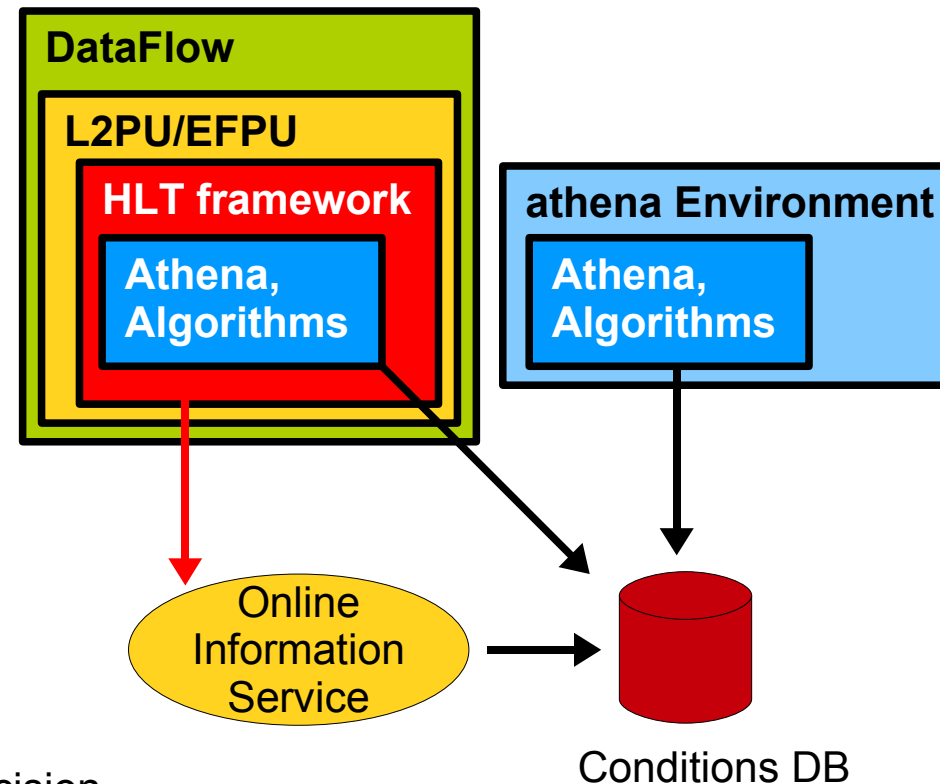 DataFlow
L2PU/EFPU
HLT framework
Athena,
Algorithms
athena Environment
Athena,
Algorithms
Online
Information
Service
Conditions DB